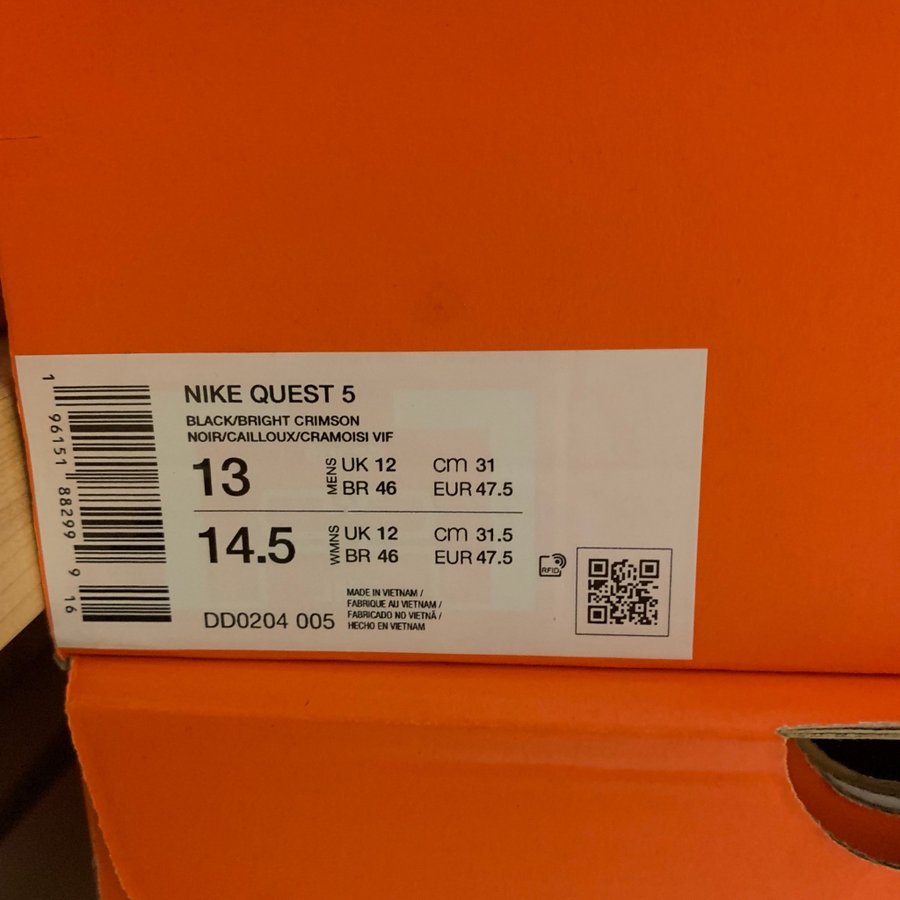 NIKE QUEST 5
BLACK/BRIGHT CRIMSON
NOIR/CAILLOUX/CRAMOISI VIF
13 MENS UK 12 cm 31
BR 46 EUR 47.5
14.5 WMNS UK 12 cm 31.5
BR 46 EUR 47.5
RFID
MADE IN VIETNAM /
FABRIQUE AU VIETNAM /
FABRICADO NO VIETNÃ /
HECHO EN VIETNAM
DD0204 005
1 96151 88299 9 16